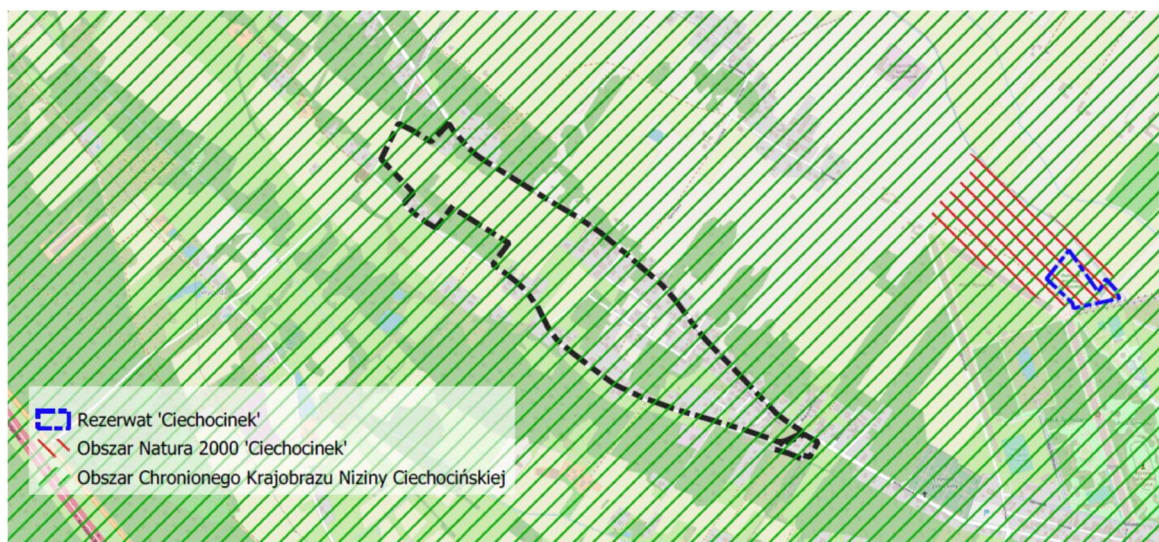 Rezerwat 'Ciechocinek'
Obszar Natura 2000 'Ciechocinek'
Obszar Chronionego Krajobrazu Niziny Ciechocińskiej